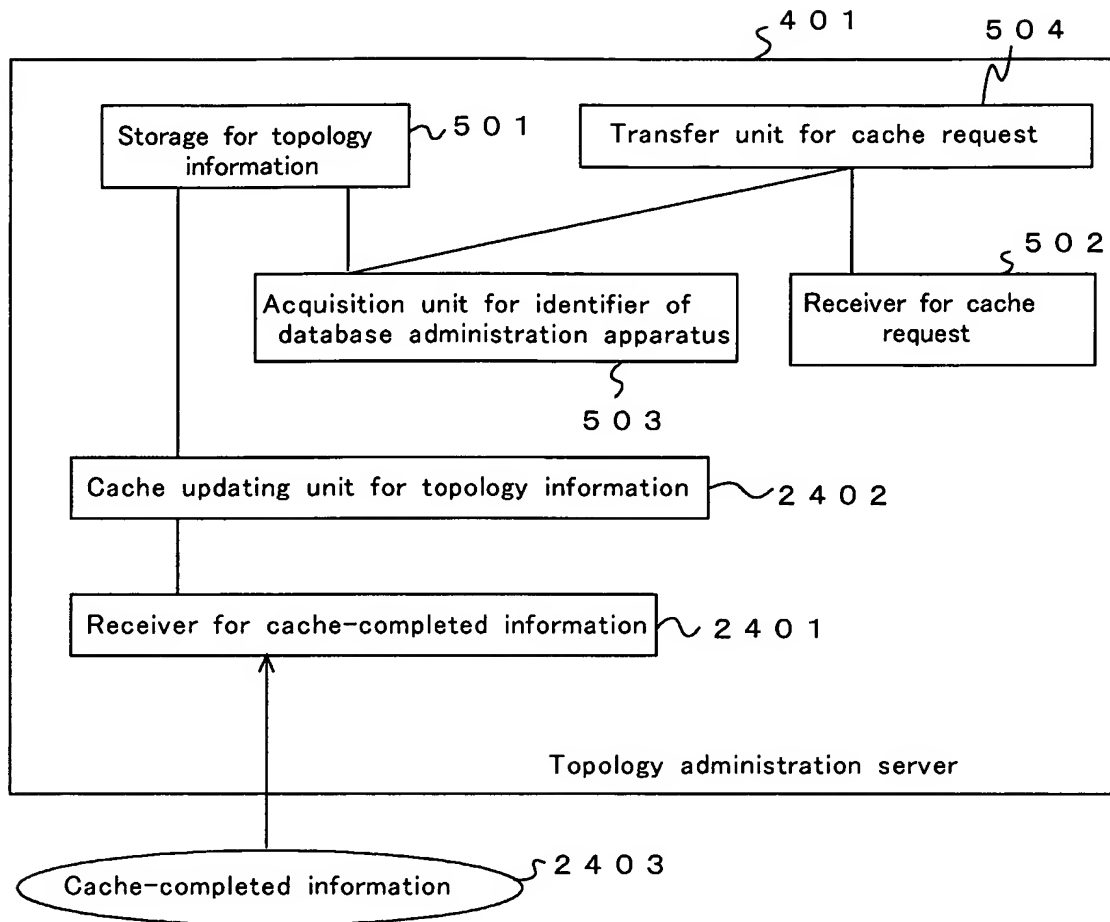 401
504
Storage for topology
information
501
Transfer unit for cache request
502
Acquisition unit for identifier of
database administration apparatus
Receiver for cache
request
503
Cache updating unit for topology information
2402
Receiver for cache-completed information
2401
Topology administration server
Cache-completed information
2403